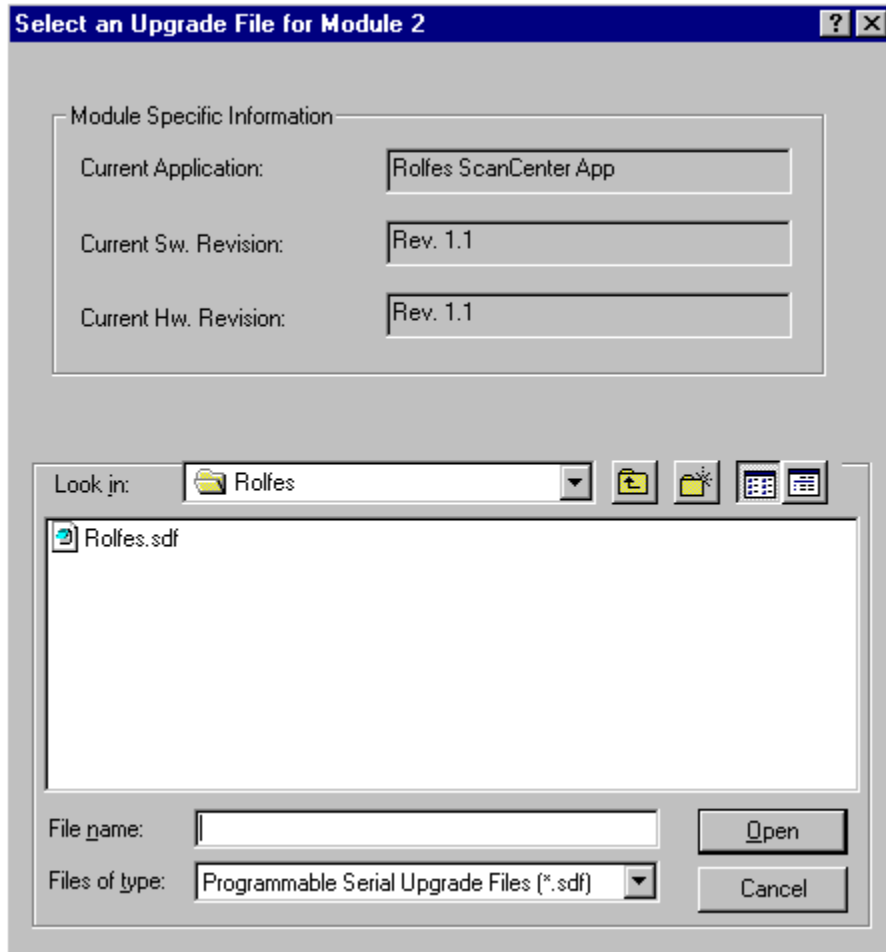 Select an Upgrade File for Module 2
Module Specific Information
Current Application: Rolfes ScanCenter App
Current Sw. Revision: Rev. 1.1
Current Hw. Revision: Rev. 1.1
Look in: Rolfes
Rolfes.sdf
File name: Open
Files of type: Programmable Serial Upgrade Files (*.sdf) Cancel